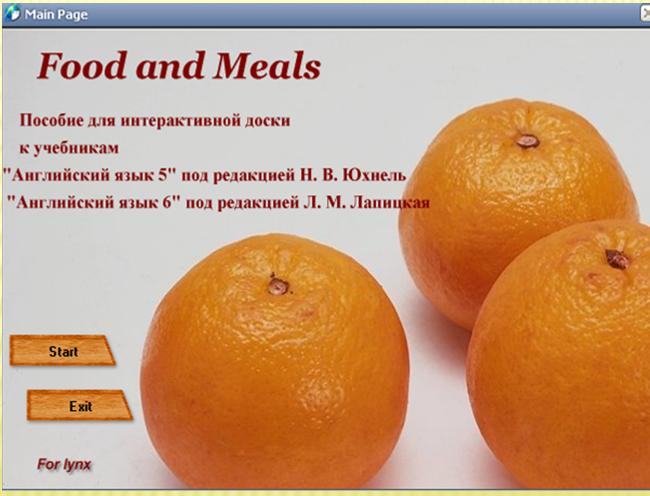 Main Page
Food and Meals
Пособие для интерактивной доски
к учебникам
"Английский язык 5" под редакцией Н. В. Юхнель
"Английский язык 6" под редакцией Л. М. Лапицкая
Start
Exit
For lynx